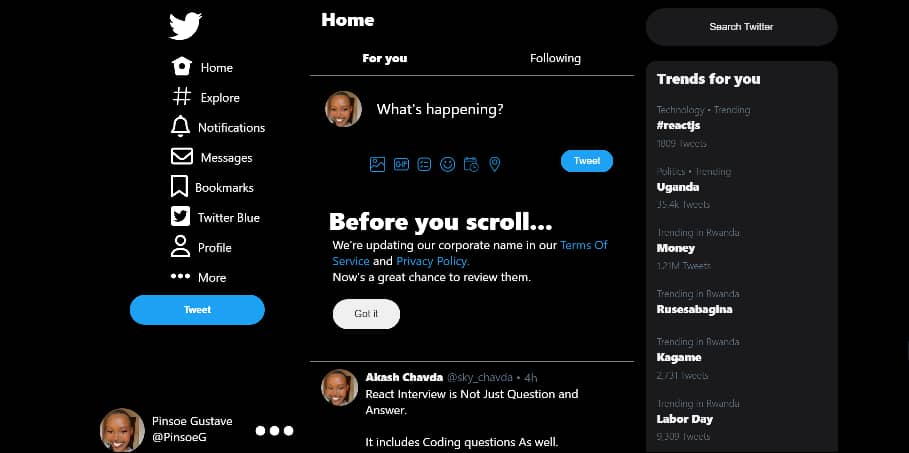 Home
Explore
Notifications
Messages
Bookmarks
Twitter Blue
Profile
More
Tweet
Pinsoe Gustave
@PinsoeG
Home
For you
Following
What's happening?
GIF
Tweet
Before you scroll...
We're updating our corporate name in our Terms Of
Service and Privacy Policy.
Now's a great chance to review them.
Got it
Akash Chavda @sky_chavda • 4h
React Interview is Not Just Question and
Answer.
It includes Coding questions As well.
Search Twitter
Trends for you
Technology • Trending
#reactjs
1809 Tweets
Politics • Trending
Uganda
35.4k Tweets
Trending in Rwanda
Money
1.21M Tweets
Trending in Rwanda
Rusesabagina
Trending in Rwanda
Kagame
2,731 Tweets
Trending in Rwanda
Labor Day
9,309 Tweets